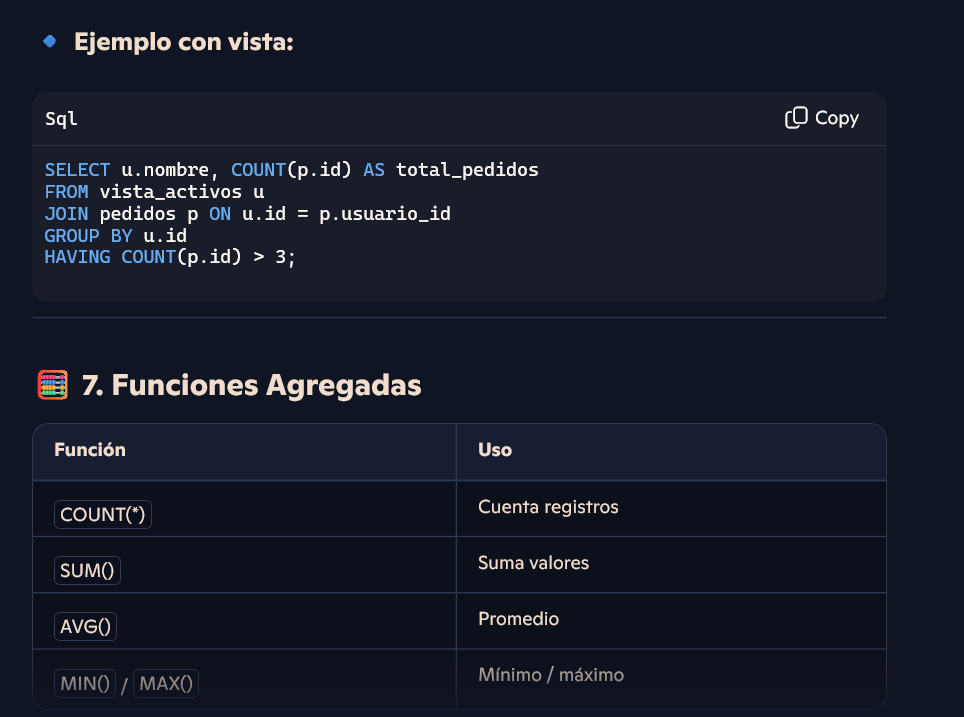 Ejemplo con vista:
Sql
Copy
SELECT u.nombre, COUNT(p.id) AS total_pedidos
FROM vista_activos u
JOIN pedidos p ON u.id = p.usuario_id
GROUP BY u.id
HAVING COUNT(p.id) > 3;
7. Funciones Agregadas
Función Uso
COUNT(*) Cuenta registros
SUM() Suma valores
AVG() Promedio
MIN() / MAX() Mínimo / máximo